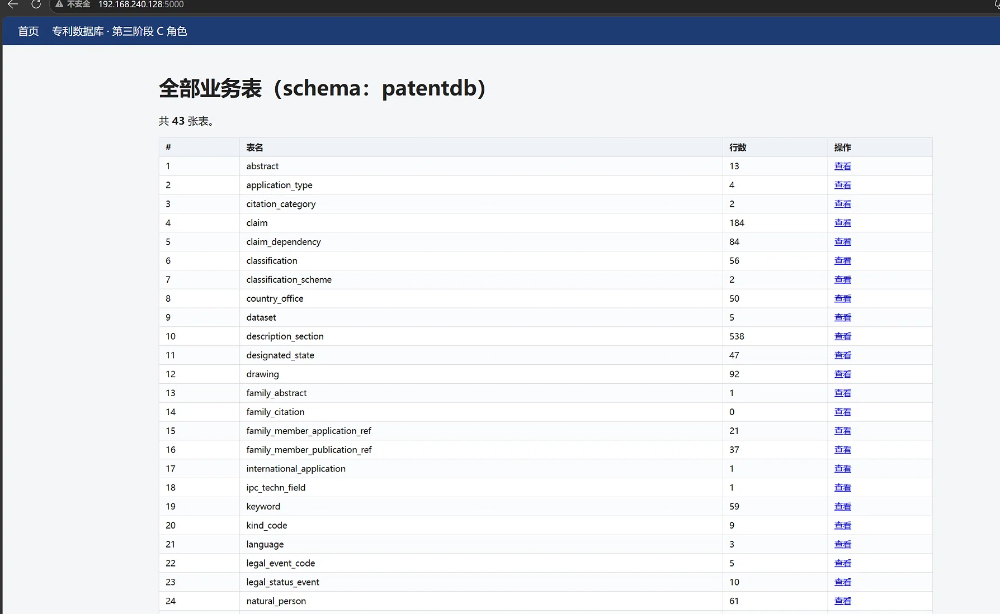 不安全 192.168.240.128:5000
首页 专利数据库 · 第三阶段 C 角色
全部业务表（schema：patentdb）
共 43 张表。
# 表名 行数 操作
1 abstract 13 查看
2 application_type 4 查看
3 citation_category 2 查看
4 claim 184 查看
5 claim_dependency 84 查看
6 classification 56 查看
7 classification_scheme 2 查看
8 country_office 50 查看
9 dataset 5 查看
10 description_section 538 查看
11 designated_state 47 查看
12 drawing 92 查看
13 family_abstract 1 查看
14 family_citation 0 查看
15 family_member_application_ref 21 查看
16 family_member_publication_ref 37 查看
17 international_application 1 查看
18 ipc_techn_field 1 查看
19 keyword 59 查看
20 kind_code 9 查看
21 language 3 查看
22 legal_event_code 5 查看
23 legal_status_event 10 查看
24 natural_person 61 查看